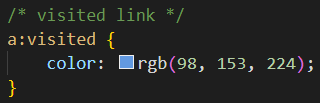 /* visited link */
a:visited {
    color: rgb(98, 153, 224);
}